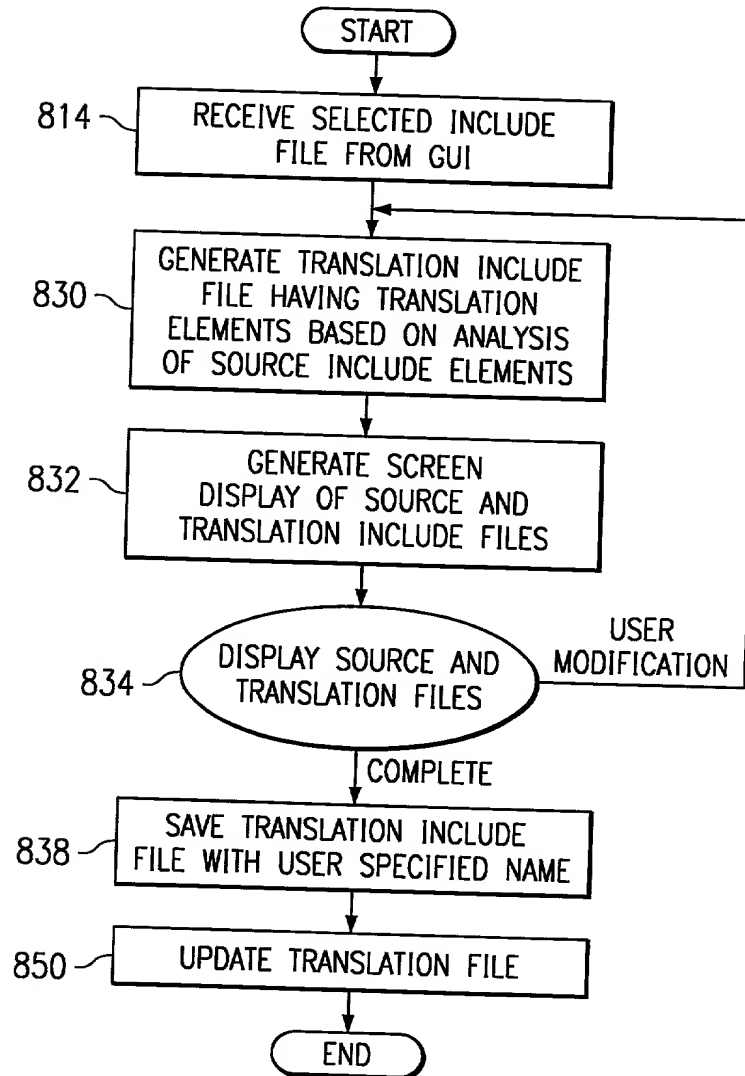 START
814
RECEIVE SELECTED INCLUDE
FILE FROM GUI
830
GENERATE TRANSLATION INCLUDE
FILE HAVING TRANSLATION
ELEMENTS BASED ON ANALYSIS
OF SOURCE INCLUDE ELEMENTS
832
GENERATE SCREEN
DISPLAY OF SOURCE AND
TRANSLATION INCLUDE FILES
834
DISPLAY SOURCE AND
TRANSLATION FILES
USER
MODIFICATION
COMPLETE
838
SAVE TRANSLATION INCLUDE
FILE WITH USER SPECIFIED NAME
850
UPDATE TRANSLATION FILE
END